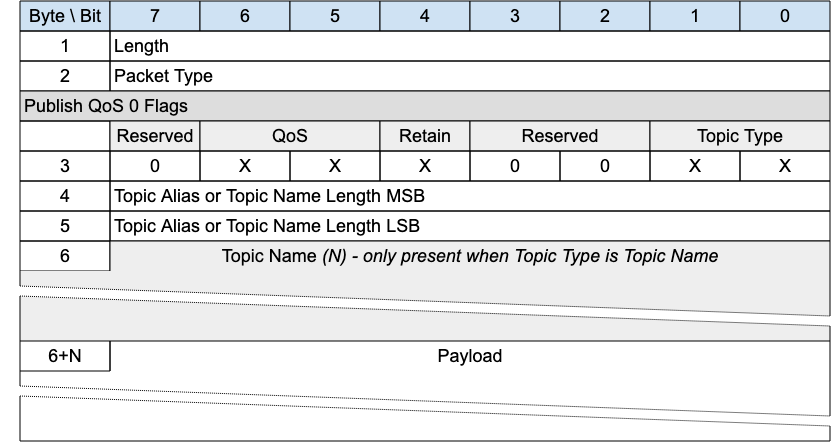 Byte \ Bit 7 6 5 4 3 2 1 0
1 Length
2 Packet Type
Publish QoS 0 Flags
Reserved QoS Retain Reserved Topic Type
3 0 X X X 0 0 X X
4 Topic Alias or Topic Name Length MSB
5 Topic Alias or Topic Name Length LSB
6 Topic Name (N) - only present when Topic Type is Topic Name
6+N Payload